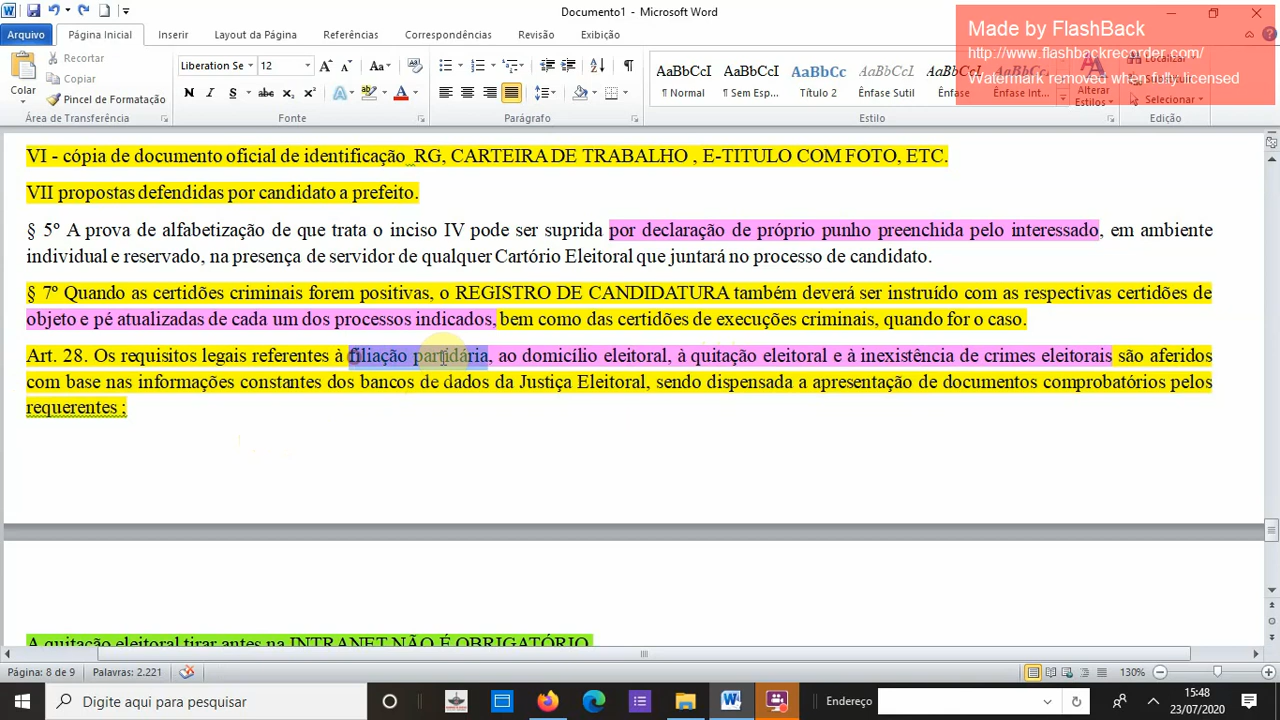 Documento1 - Microsoft Word
Made by FlashBack
http://www.flashbackrecorder.com/
Watermark removed when fully licensed
Arquivo Página Inicial Inserir Layout da Página Referências Correspondências Revisão Exibição
Colar
Recortar
Copiar
Pincel de Formatação
Área de Transferência
Liberation Se 12
Fonte
Parágrafo
AaBbCcI AaBbCcI AaBbCc AaBbCcI AaBbCcI AaBbCcI
¶ Normal ¶ Sem Esp... Título 2 Ênfase Sutil Ênfase Ênfase Int...
Alterar Estilos
Estilo
Localizar
Substituir
Selecionar
Edição
VI - cópia de documento oficial de identificação RG, CARTEIRA DE TRABALHO , E-TITULO COM FOTO, ETC.
VII propostas defendidas por candidato a prefeito.
§ 5º A prova de alfabetização de que trata o inciso IV pode ser suprida por declaração de próprio punho preenchida pelo interessado, em ambiente
individual e reservado, na presença de servidor de qualquer Cartório Eleitoral que juntará no processo de candidato.
§ 7º Quando as certidões criminais forem positivas, o REGISTRO DE CANDIDATURA também deverá ser instruído com as respectivas certidões de
objeto e pé atualizadas de cada um dos processos indicados, bem como das certidões de execuções criminais, quando for o caso.
Art. 28. Os requisitos legais referentes à filiação partidária, ao domicílio eleitoral, à quitação eleitoral e à inexistência de crimes eleitorais são aferidos
com base nas informações constantes dos bancos de dados da Justiça Eleitoral, sendo dispensada a apresentação de documentos comprobatórios pelos
requerentes ;
A quitação eleitoral tirar antes na INTRANET NÃO É OBRIGATÓRIO
Página: 8 de 9 Palavras: 2.221 130%
Digite aqui para pesquisar
Endereço
15:48
23/07/2020